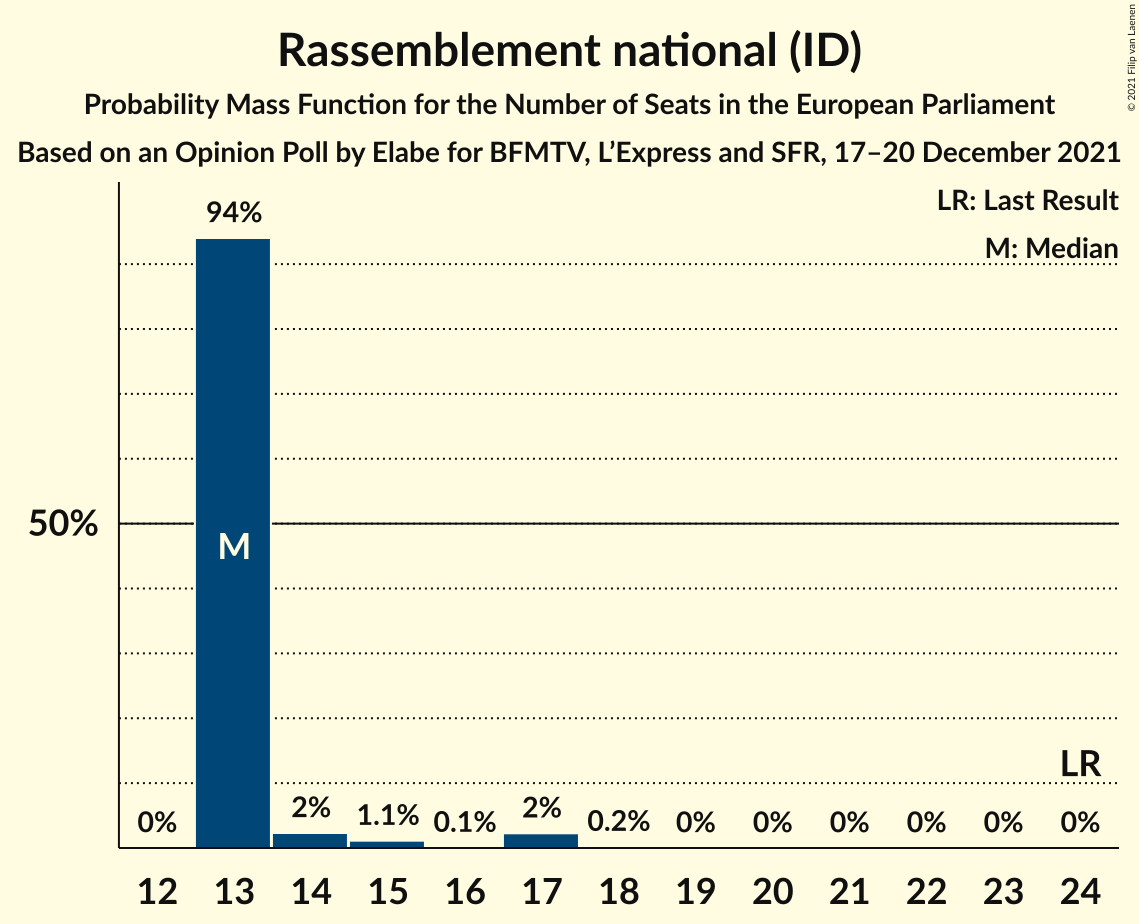 Rassemblement national (ID)
Probability Mass Function for the Number of Seats in the European Parliament
Based on an Opinion Poll by Elabe for BFMTV, L’Express and SFR, 17–20 December 2021
© 2021 Filip van Laenen
LR: Last Result
M: Median
94%
50%
M
LR
0% 2% 1.1% 0.1% 2% 0.2% 0% 0% 0% 0% 0% 0%
12 13 14 15 16 17 18 19 20 21 22 23 24